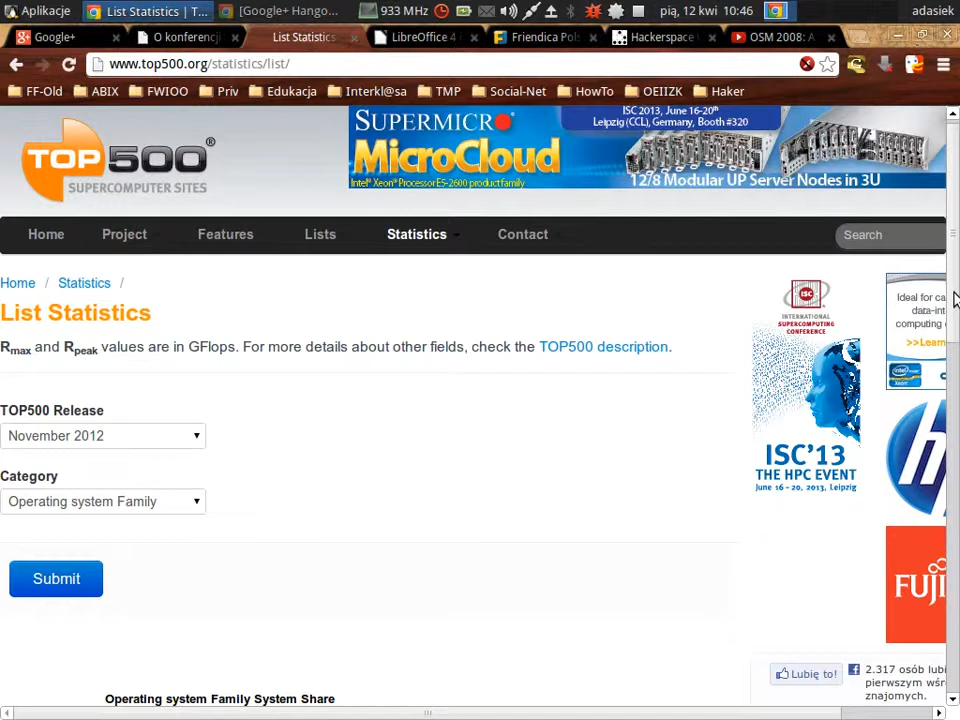 Aplikacje
List Statistics | T...
[Google+ Hango...
933 MHz
pią, 12 kwi 10:46
adasiek
Google+
O konferencji
List Statistics
LibreOffice 4
Friendica Pols
Hackerspace
OSM 2008: A
www.top500.org/statistics/list/
FF-Old
ABIX
FWIOO
Priv
Edukacja
Interkl@sa
TMP
Social-Net
HowTo
OEIIZK
Haker
TOP500®
SUPERCOMPUTER SITES
SUPERMICRO
MicroCloud
Intel® Xeon® Processor E5-2600 product family
ISC 2013, June 16-20th,
Leipzig (CCL), Germany, Booth #320
12/8 Modular UP Server Nodes in 3U
Home
Project
Features
Lists
Statistics
Contact
Search
Home / Statistics /
List Statistics
Rmax and Rpeak values are in GFlops. For more details about other fields, check the TOP500 description.
TOP500 Release
November 2012
Category
Operating system Family
Submit
Operating system Family System Share
ISC
INTERNATIONAL
SUPERCOMPUTING
CONFERENCE
ISC'13
THE HPC EVENT
June 16 - 20, 2013, Leipzig
Ideal for ca
data-int
computing
>>Learn
intel
Xeon®
hp
FUJI
Lubię to!
2.317 osób lubi
pierwszym wśr
znajomych.